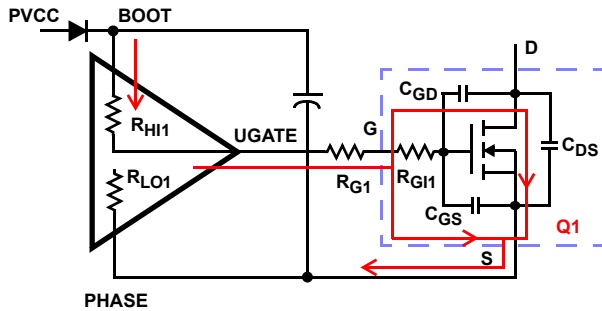 PVCC
BOOT
D
CGD
RHI1
UGATE
G
CDS
RLO1
RG1
RGI1
CGS
Q1
S
PHASE